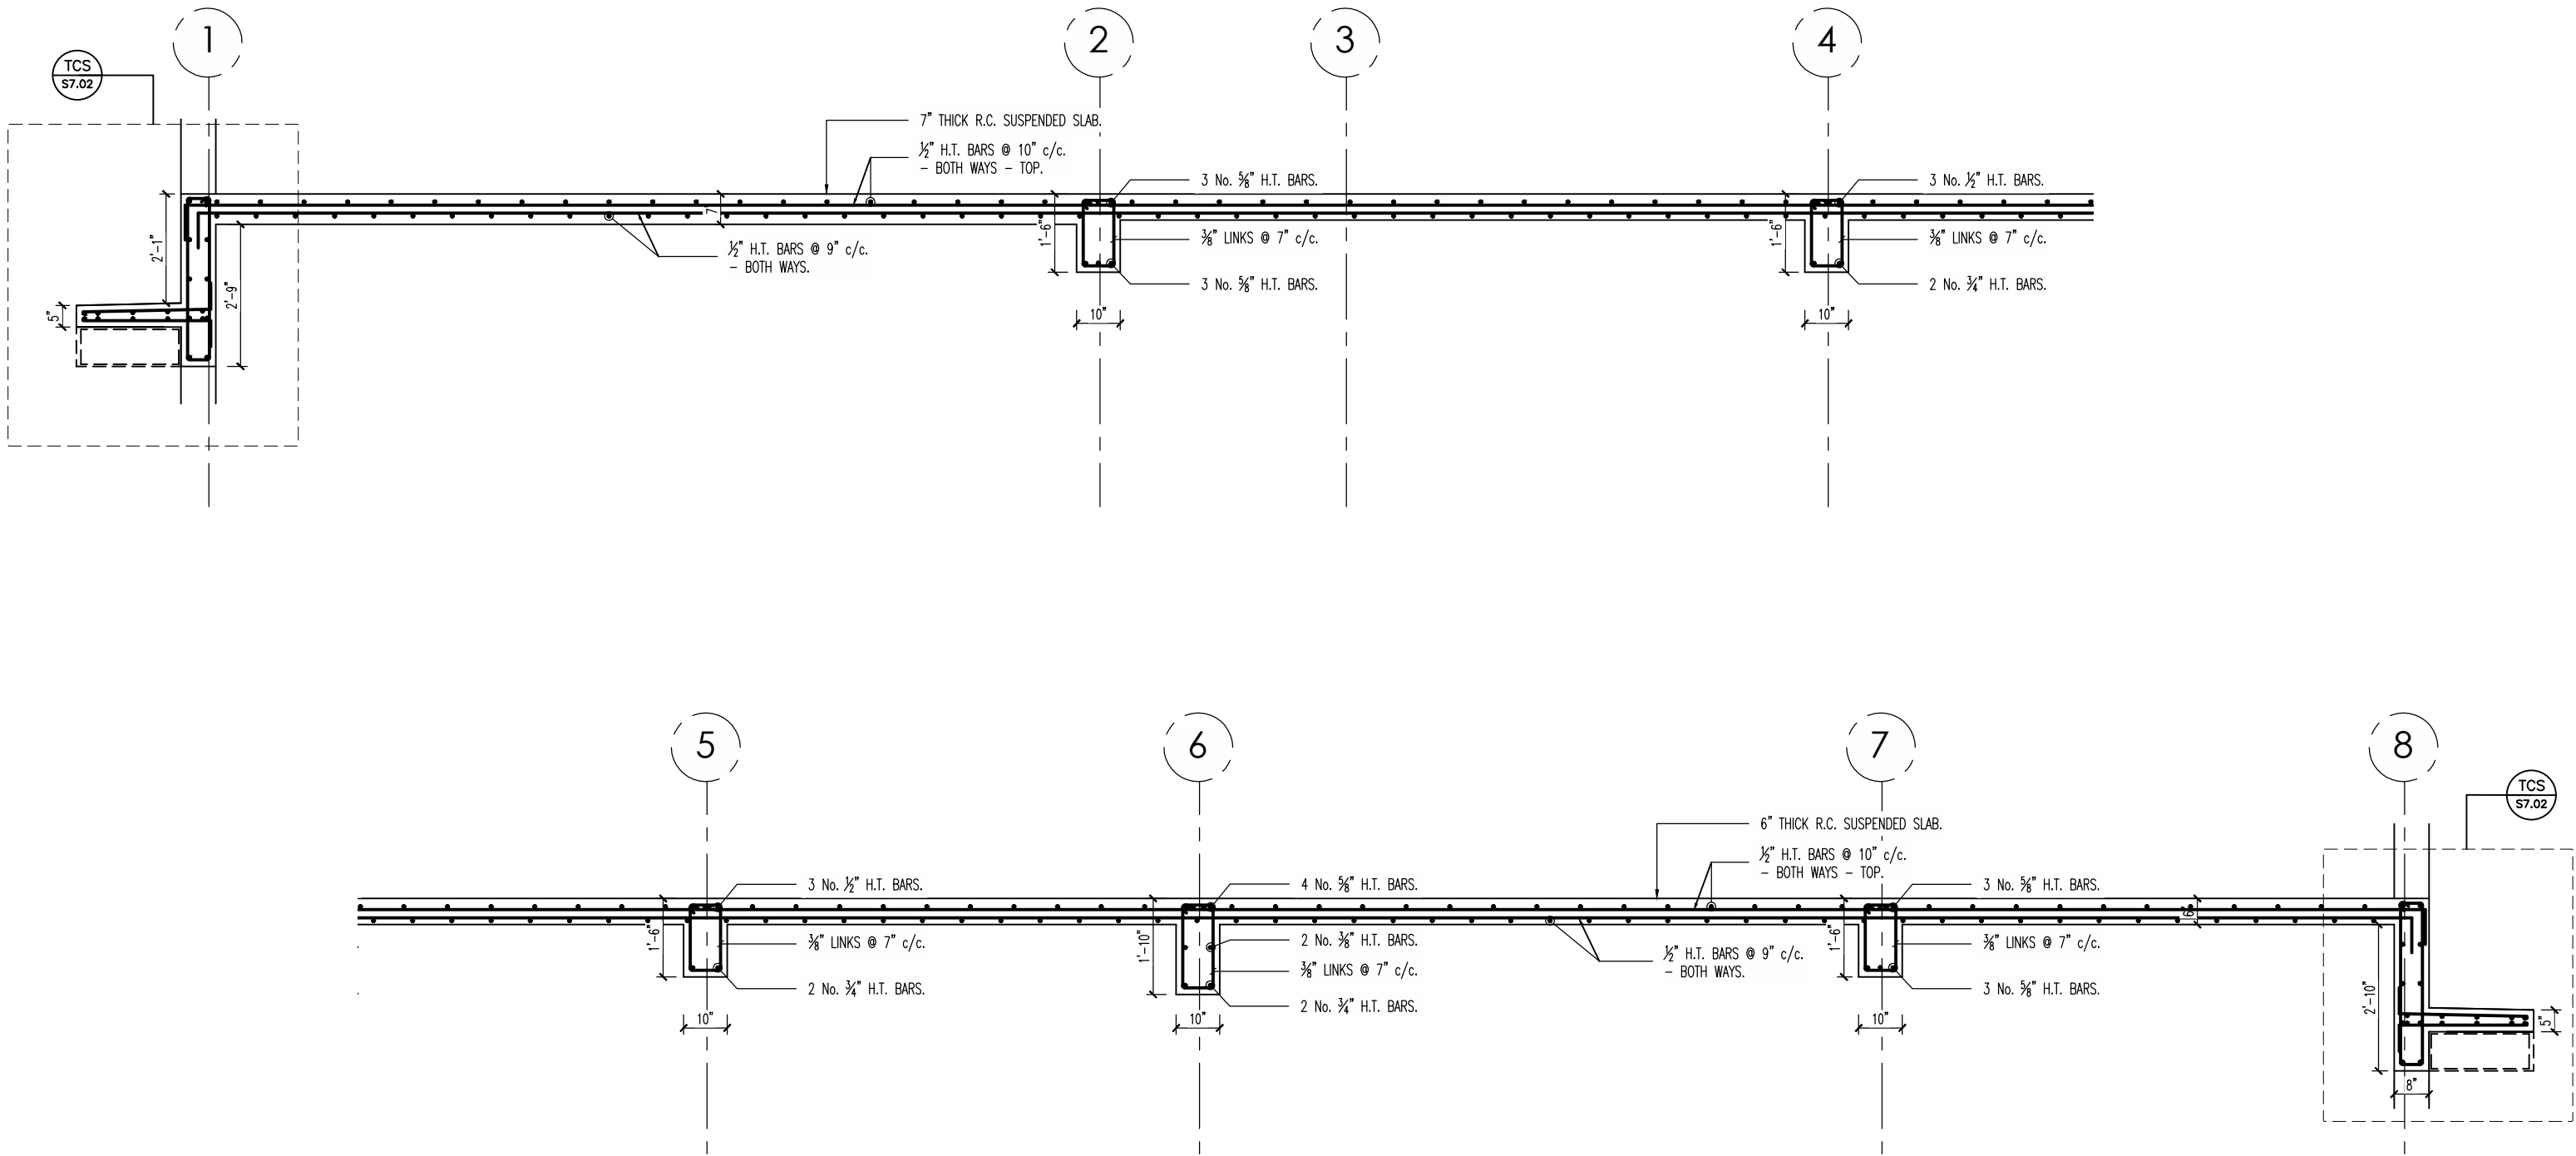 1
2
3
4
TCS
S7.02
7" THICK R.C. SUSPENDED SLAB.
½" H.T. BARS @ 10" c/c.
– BOTH WAYS – TOP.
3 No. ⅝" H.T. BARS.
3 No. ½" H.T. BARS.
7"
1'-6"
1'-6"
2'-1"
2'-9"
5"
½" H.T. BARS @ 9" c/c.
– BOTH WAYS.
⅜" LINKS @ 7" c/c.
⅜" LINKS @ 7" c/c.
3 No. ⅝" H.T. BARS.
2 No. ¾" H.T. BARS.
10"
10"
5
6
7
8
TCS
S7.02
6" THICK R.C. SUSPENDED SLAB.
½" H.T. BARS @ 10" c/c.
– BOTH WAYS – TOP.
3 No. ½" H.T. BARS.
4 No. ⅝" H.T. BARS.
3 No. ⅝" H.T. BARS.
6"
1'-6"
1'-10"
1'-6"
⅜" LINKS @ 7" c/c.
2 No. ⅜" H.T. BARS.
⅜" LINKS @ 7" c/c.
2 No. ¾" H.T. BARS.
½" H.T. BARS @ 9" c/c.
– BOTH WAYS.
⅜" LINKS @ 7" c/c.
2 No. ¾" H.T. BARS.
3 No. ⅝" H.T. BARS.
2'-10"
5"
10"
10"
10"
8"